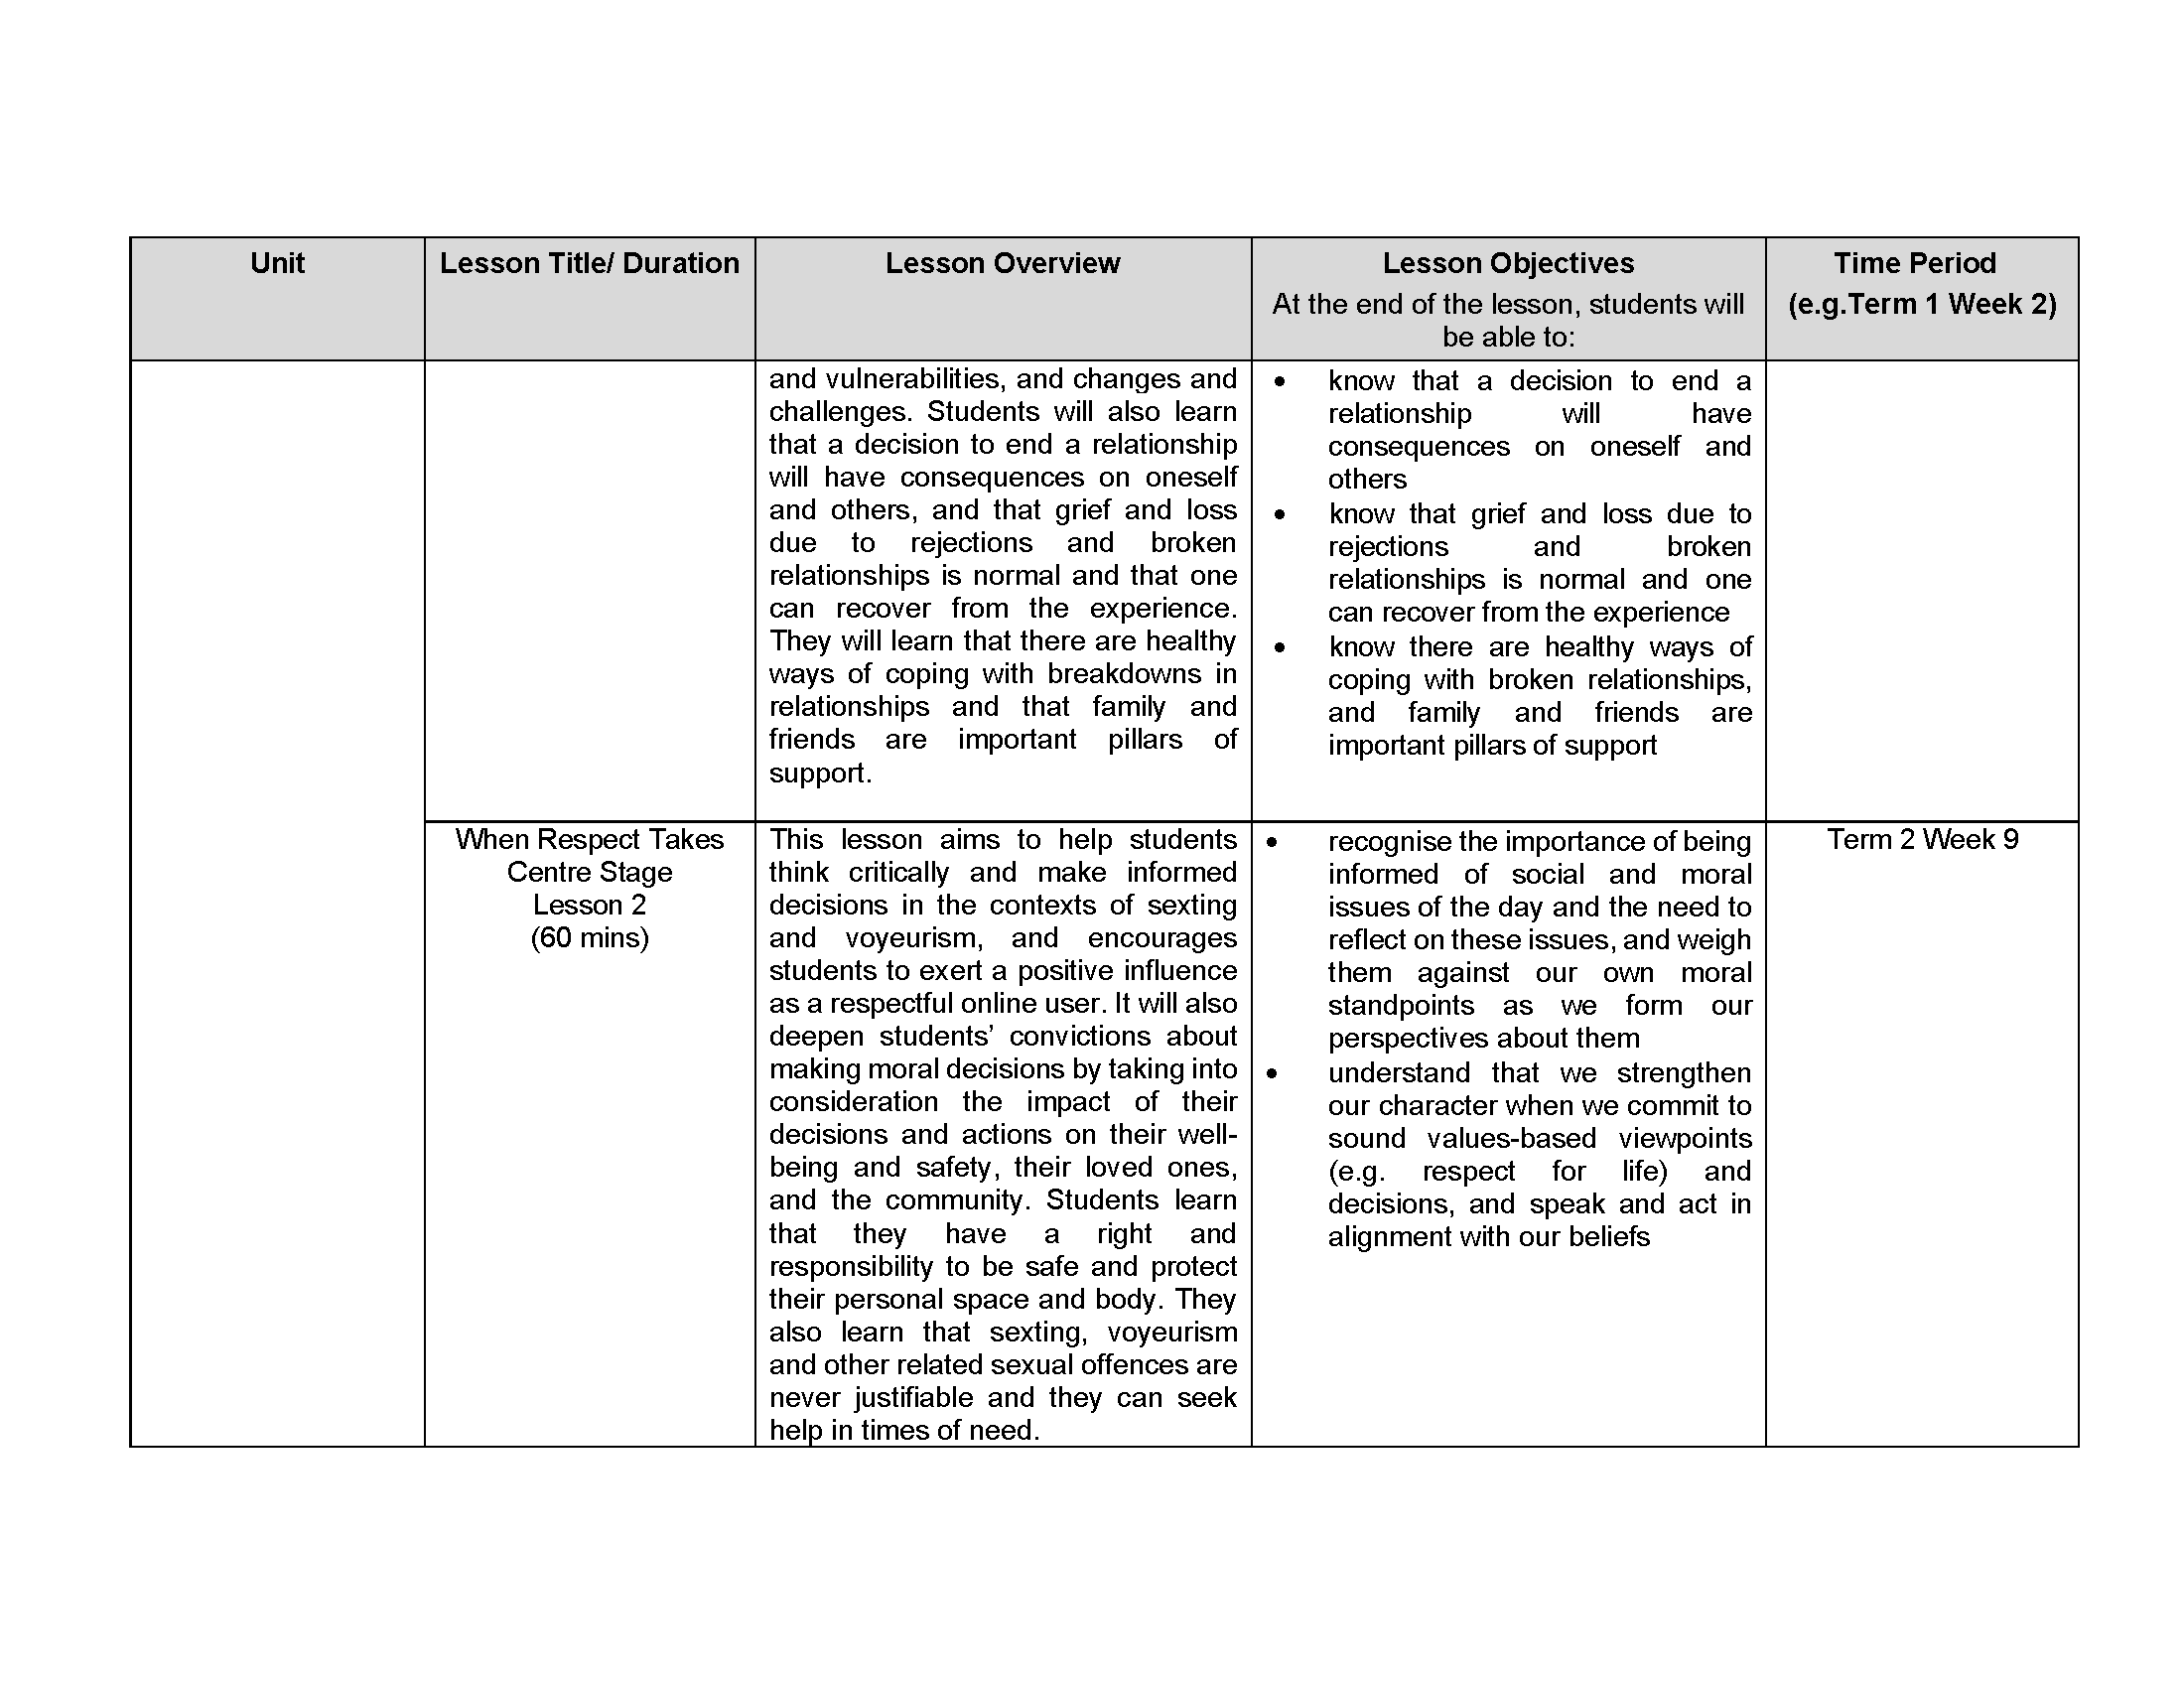 Unit
Lesson Title/ Duration
Lesson Overview
Lesson Objectives
At the end of the lesson, students will
be able to:
Time Period
(e.g.Term 1 Week 2)
and vulnerabilities, and changes and
challenges. Students will also learn
that a decision to end a relationship
will have consequences on oneself
and others, and that grief and loss
due to rejections and broken
relationships is normal and that one
can recover from the experience.
They will learn that there are healthy
ways of coping with breakdowns in
relationships and that family and
friends are important pillars of
support.
• know that a decision to end a
relationship will have
consequences on oneself and
others
• know that grief and loss due to
rejections and broken
relationships is normal and one
can recover from the experience
• know there are healthy ways of
coping with broken relationships,
and family and friends are
important pillars of support
When Respect Takes
Centre Stage
Lesson 2
(60 mins)
This lesson aims to help students
think critically and make informed
decisions in the contexts of sexting
and voyeurism, and encourages
students to exert a positive influence
as a respectful online user. It will also
deepen students’ convictions about
making moral decisions by taking into
consideration the impact of their
decisions and actions on their well-
being and safety, their loved ones,
and the community. Students learn
that they have a right and
responsibility to be safe and protect
their personal space and body. They
also learn that sexting, voyeurism
and other related sexual offences are
never justifiable and they can seek
help in times of need.
• recognise the importance of being
informed of social and moral
issues of the day and the need to
reflect on these issues, and weigh
them against our own moral
standpoints as we form our
perspectives about them
• understand that we strengthen
our character when we commit to
sound values-based viewpoints
(e.g. respect for life) and
decisions, and speak and act in
alignment with our beliefs
Term 2 Week 9